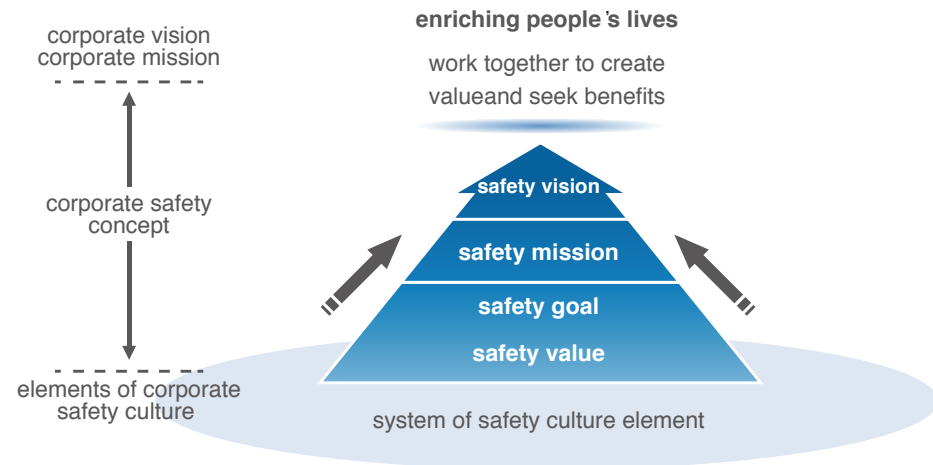 enriching people's lives
corporate vision
corporate mission
work together to create
valueand seek benefits
safety vision
corporate safety
concept
safety mission
safety goal
safety value
elements of corporate
safety culture
system of safety culture element